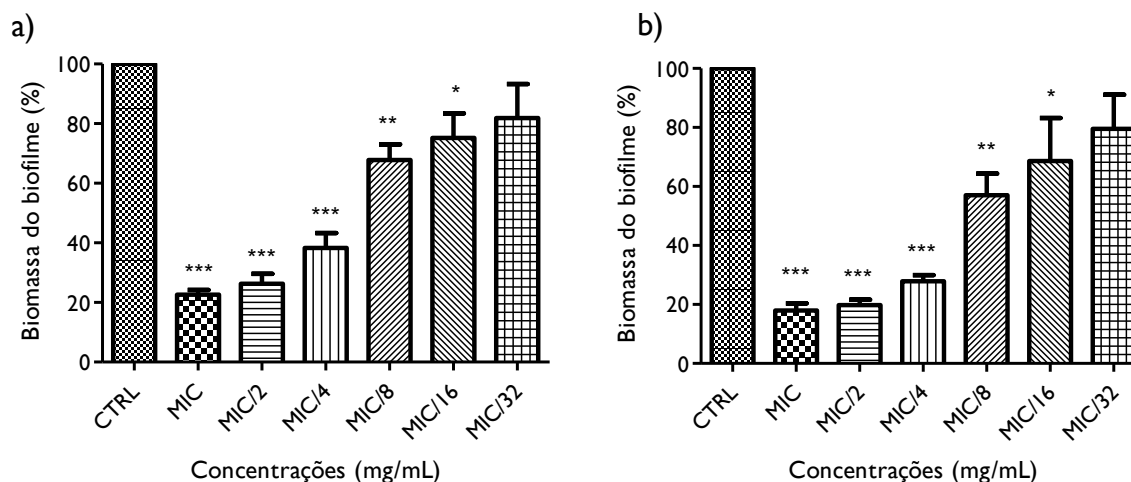 a)
Biomassa do biofilme (%)
100
80
60
40
20
0
***
***
***
**
*
CTRL
MIC
MIC/2
MIC/4
MIC/8
MIC/16
MIC/32
Concentrações (mg/mL)
b)
Biomassa do biofilme (%)
100
80
60
40
20
0
***
***
***
**
*
CTRL
MIC
MIC/2
MIC/4
MIC/8
MIC/16
MIC/32
Concentrações (mg/mL)